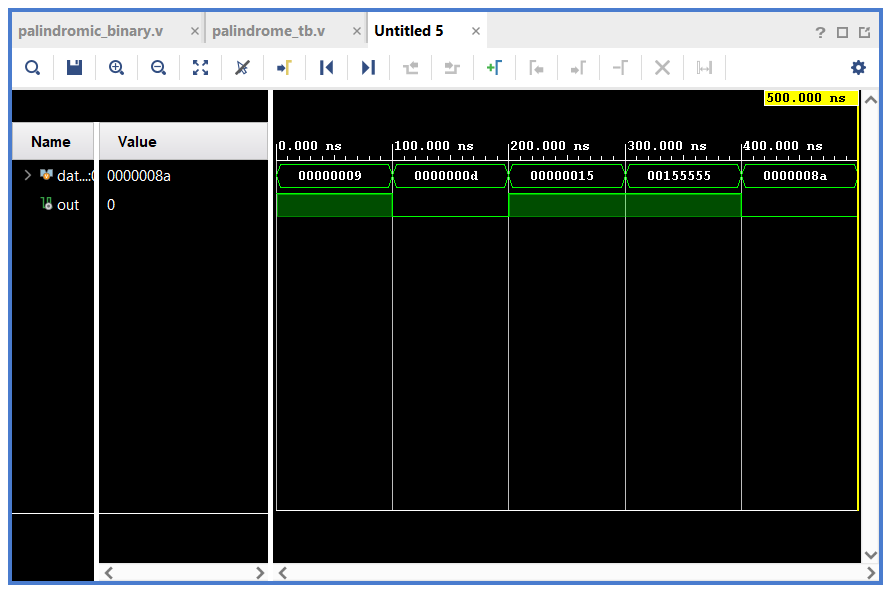 palindromic_binary.v × palindrome_tb.v × Untitled 5 × ?
500.000 ns
Name Value 0.000 ns 100.000 ns 200.000 ns 300.000 ns 400.000 ns
dat...:0 0000008a 00000009 0000000d 00000015 00155555 0000008a
out 0